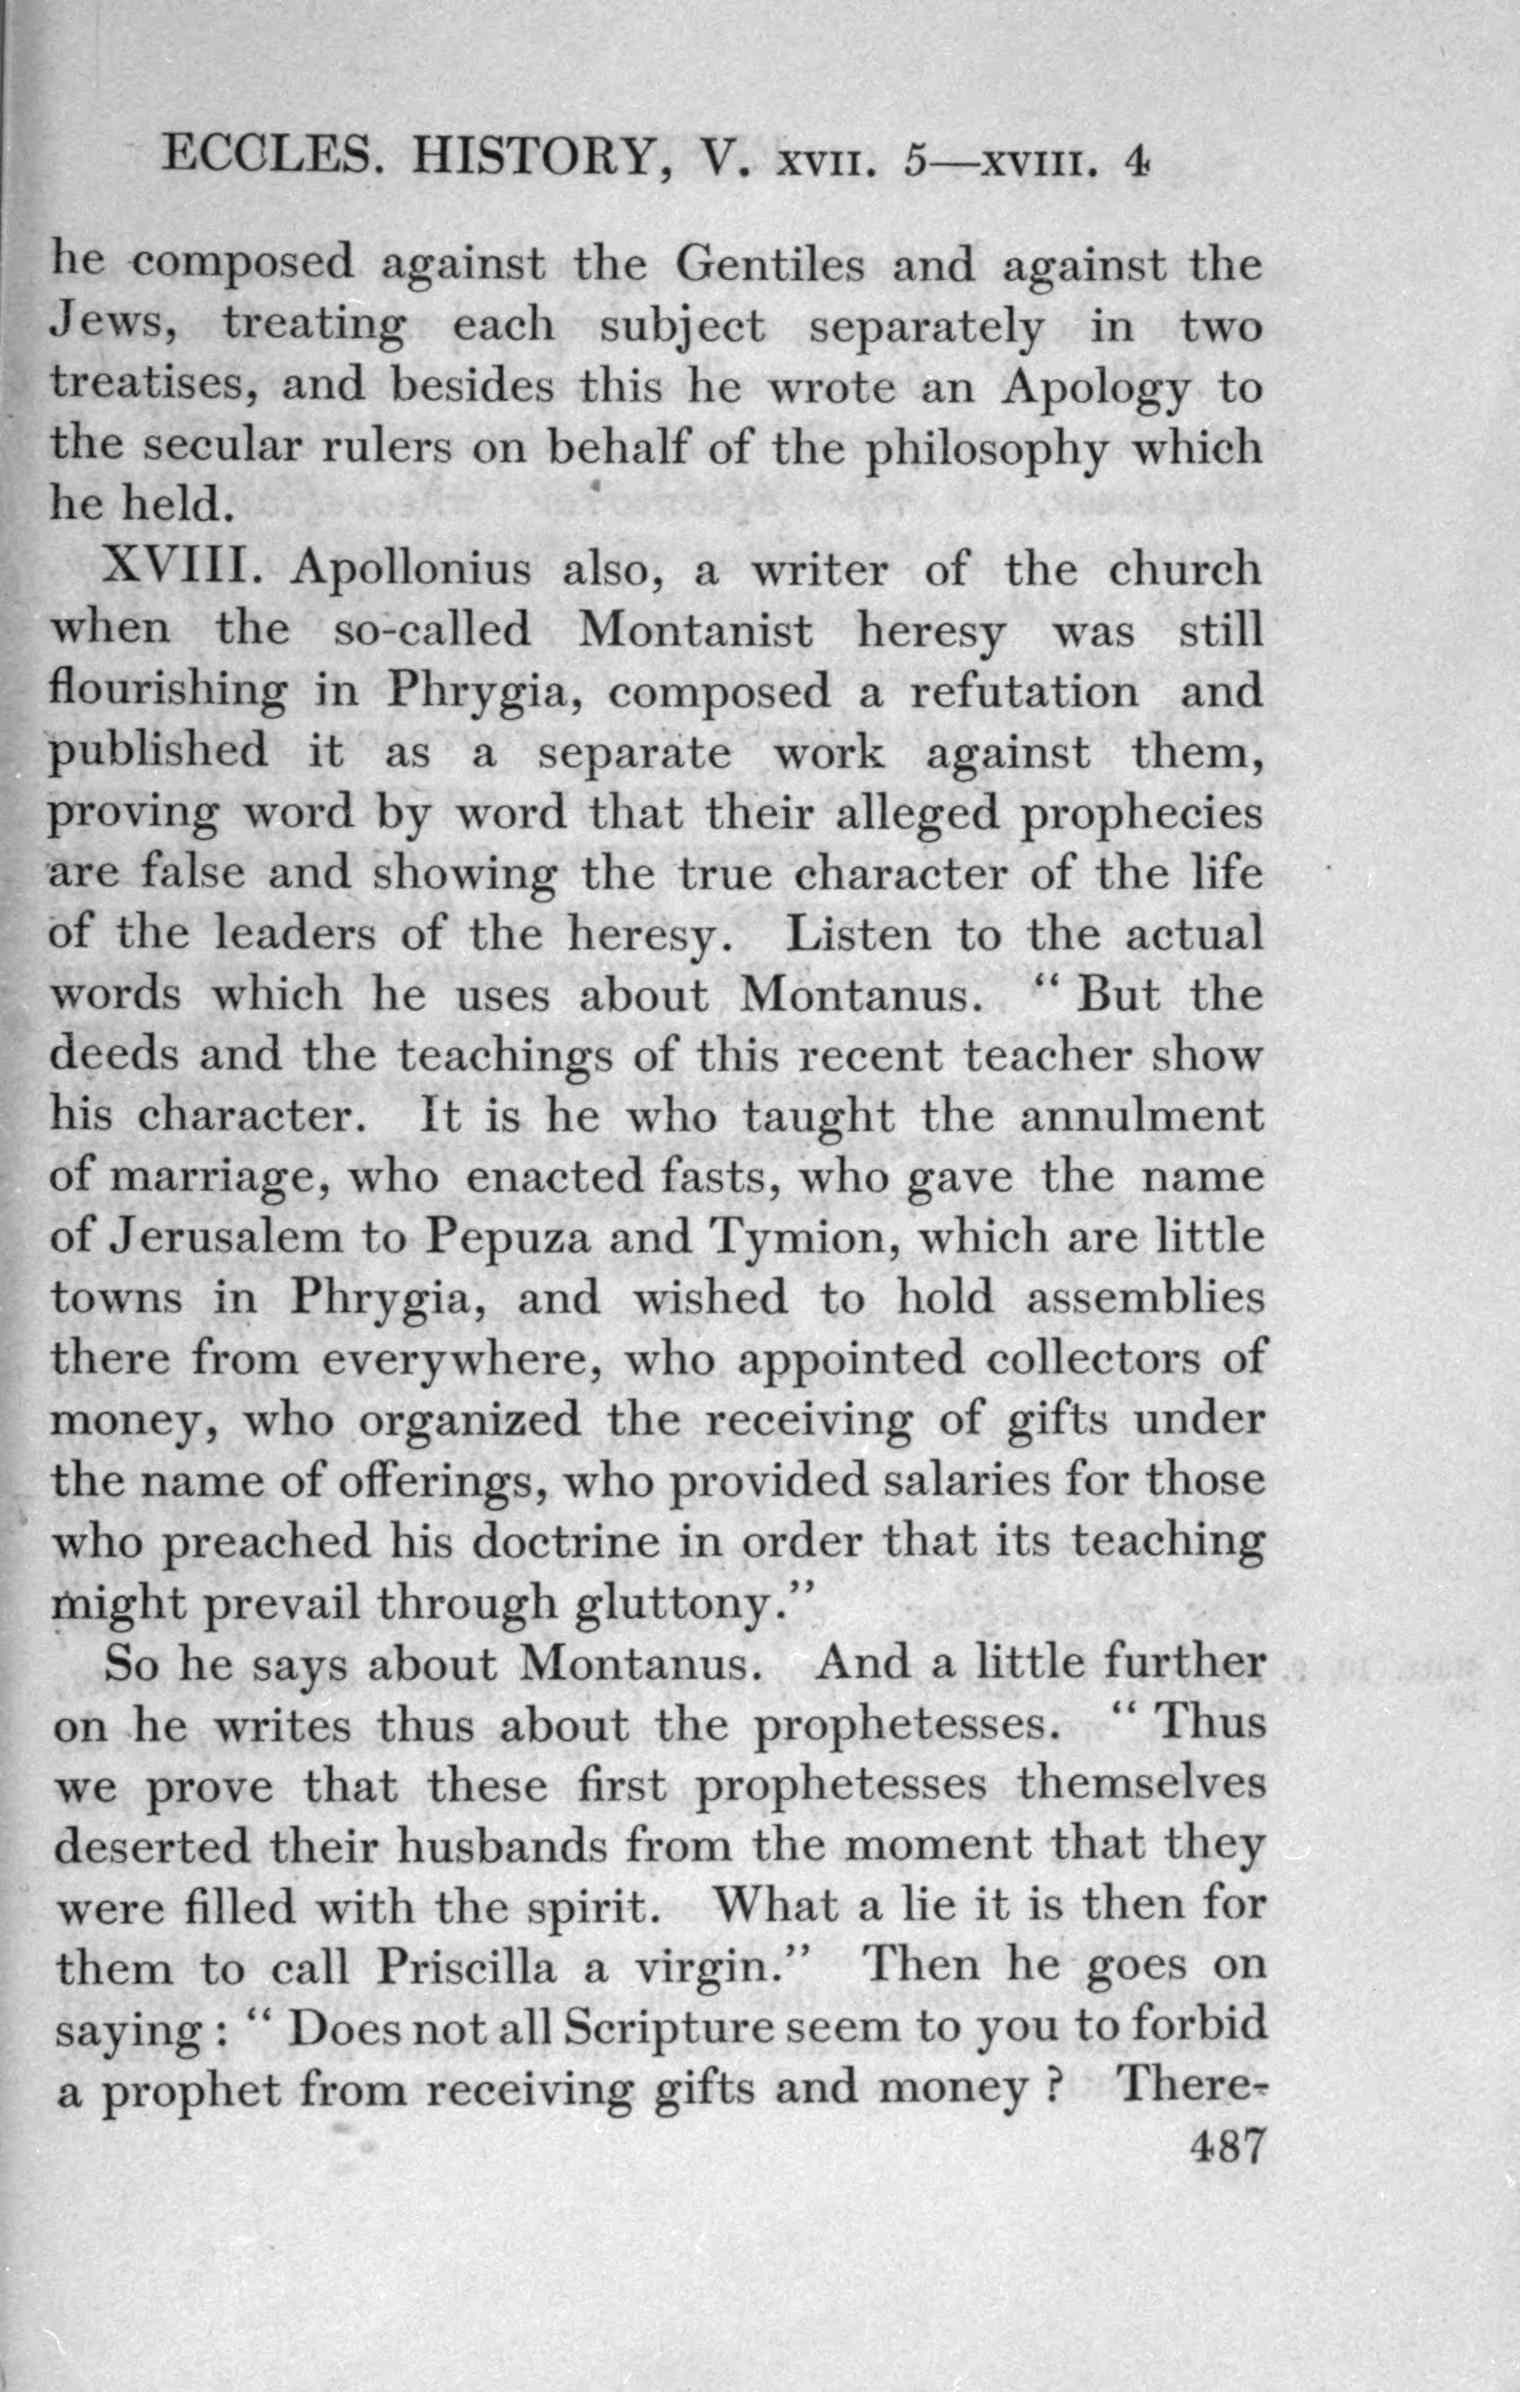 ECCLES. HISTORY, V. XVII. 5—XVIII. 4
he composed against the Gentiles and against the
Jews, treating each subject separately in two
treatises, and besides this he wrote an Apology to
the secular rulers on behalf of the philosophy which
he held.
XVIII. Apollonius also, a writer of the church
when the so-called Montanist heresy was still
flourishing in Phrygia, composed a refutation and
published it as a separate work against them,
proving word by word that their alleged prophecies
are false and showing the true character of the life
of the leaders of the heresy. Listen to the actual
words which he uses about Montanus. “ But the
deeds and the teachings of this recent teacher show
his character. It is he who taught the annulment
of marriage, who enacted fasts, who gave the name
of Jerusalem to Pepuza and Tymion, which are little
towns in Phrygia, and wished to hold assemblies
there from everywhere, who appointed collectors of
money, who organized the receiving of gifts under
the name of offerings, who provided salaries for those
who preached his doctrine in order that its teaching
might prevail through gluttony.”
So he says about Montanus. And a little further
on he writes thus about the prophetesses. “ Thus
we prove that these first prophetesses themselves
deserted their husbands from the moment that they
were filled with the spirit. What a lie it is then for
them to call Priscilla a virgin.” Then he goes on
saying : “ Does not all Scripture seem to you to forbid
a prophet from receiving gifts and money ? There-
487